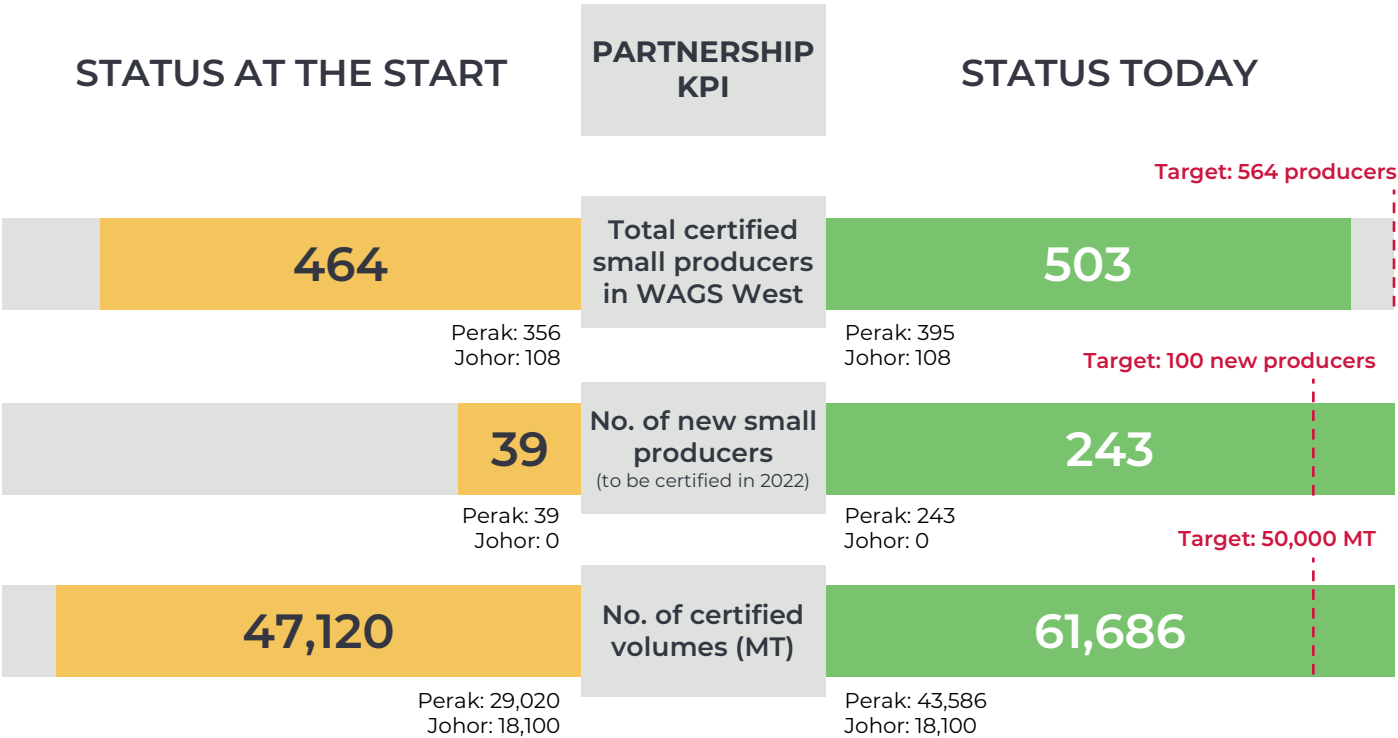 STATUS AT THE START
PARTNERSHIP
KPI
STATUS TODAY
Target: 564 producers
464
Total certified
small producers
in WAGS West
503
Perak: 356
Johor: 108
Perak: 395
Johor: 108
Target: 100 new producers
39
No. of new small
producers
(to be certified in 2022)
243
Perak: 39
Johor: 0
Perak: 243
Johor: 0
Target: 50,000 MT
47,120
No. of certified
volumes (MT)
61,686
Perak: 29,020
Johor: 18,100
Perak: 43,586
Johor: 18,100